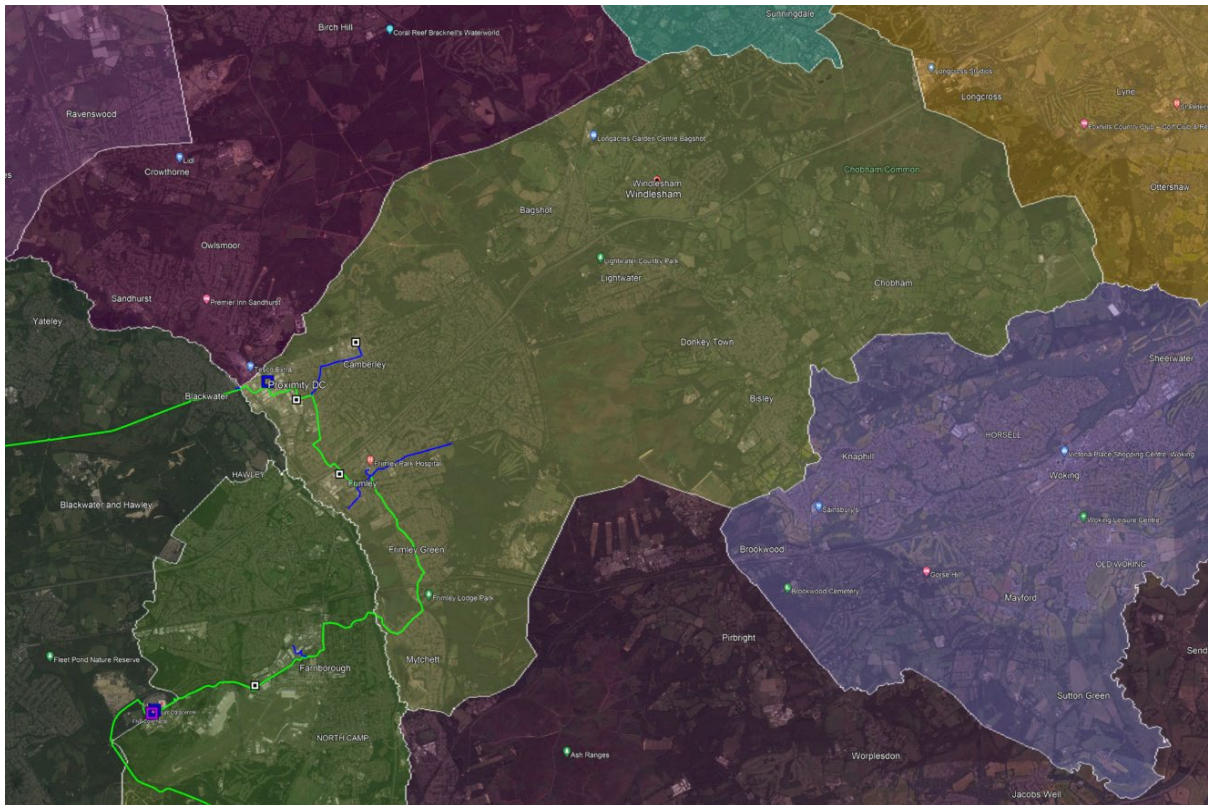 Sunningdale
Birch Hill
Coral Reef Bracknell's Waterworld
Longcross Studios
Longcross
Lyne
Ravenswood
Foxhills Country Club
Longacres Garden Centre Bagshot
Lidl
Crowthorne
Chobham Common
Windlesham
Windlesham
Ottershaw
Bagshot
Owlsmoor
Lightwater Country Park
Lightwater
Chobham
Sandhurst
Premier Inn Sandhurst
Yateley
Donkey Town
Sheerwater
Tesco Extra
Camberley
Proximity DC
Blackwater
Bisley
HORSELL
Victoria Place Shopping Centre, Woking
Knaphill
Frimley Park Hospital
HAWLEY
Frimley
Woking
Blackwater and Hawley
Sainsbury's
Woking Leisure Centre
Frimley Green
Brookwood
OLD WOKING
Gorse Hill
Brookwood Cemetery
Frimley Lodge Park
Mayford
Pirbright
Fleet Pond Nature Reserve
Mytchett
Farnborough
Send
Sutton Green
NORTH CAMP
Ash Ranges
Worplesdon
Jacobs Well